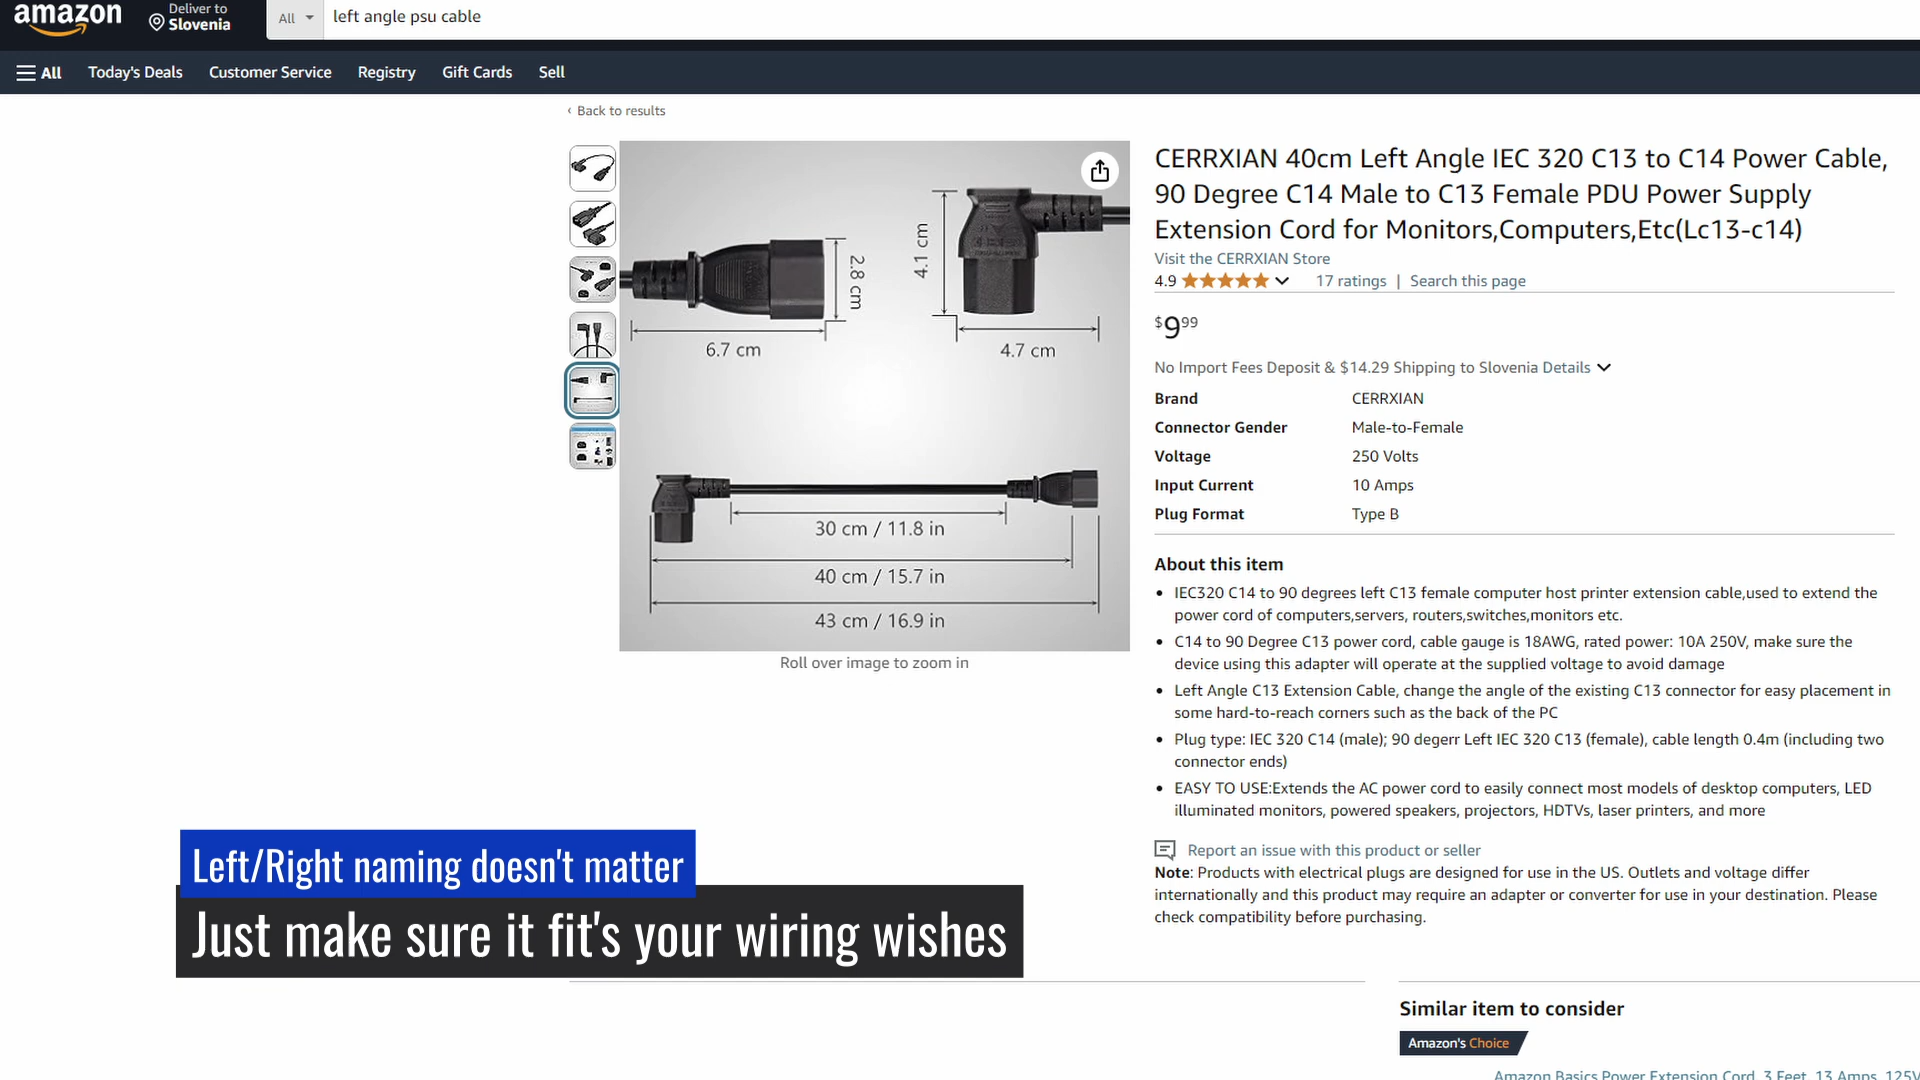 amazon
Deliver to
Slovenia
All
left angle psu cable
All
Today's Deals
Customer Service
Registry
Gift Cards
Sell
‹ Back to results
2.8 cm
6.7 cm
4.1 cm
4.7 cm
30 cm / 11.8 in
40 cm / 15.7 in
43 cm / 16.9 in
Roll over image to zoom in
CERRXIAN 40cm Left Angle IEC 320 C13 to C14 Power Cable,
90 Degree C14 Male to C13 Female PDU Power Supply
Extension Cord for Monitors,Computers,Etc(Lc13-c14)
Visit the CERRXIAN Store
4.9
17 ratings | Search this page
$9 99
No Import Fees Deposit & $14.29 Shipping to Slovenia Details
Brand CERRXIAN
Connector Gender Male-to-Female
Voltage 250 Volts
Input Current 10 Amps
Plug Format Type B
About this item
• IEC320 C14 to 90 degrees left C13 female computer host printer extension cable,used to extend the
power cord of computers,servers, routers,switches,monitors etc.
• C14 to 90 Degree C13 power cord, cable gauge is 18AWG, rated power: 10A 250V, make sure the
device using this adapter will operate at the supplied voltage to avoid damage
• Left Angle C13 Extension Cable, change the angle of the existing C13 connector for easy placement in
some hard-to-reach corners such as the back of the PC
• Plug type: IEC 320 C14 (male); 90 degerr Left IEC 320 C13 (female), cable length 0.4m (including two
connector ends)
• EASY TO USE:Extends the AC power cord to easily connect most models of desktop computers, LED
illuminated monitors, powered speakers, projectors, HDTVs, laser printers, and more
Report an issue with this product or seller
Note: Products with electrical plugs are designed for use in the US. Outlets and voltage differ
internationally and this product may require an adapter or converter for use in your destination. Please
check compatibility before purchasing.
Left/Right naming doesn't matter
Just make sure it fit's your wiring wishes
Similar item to consider
Amazon's Choice
Amazon Basics Power Extension Cord, 3 Feet, 13 Amps, 125V